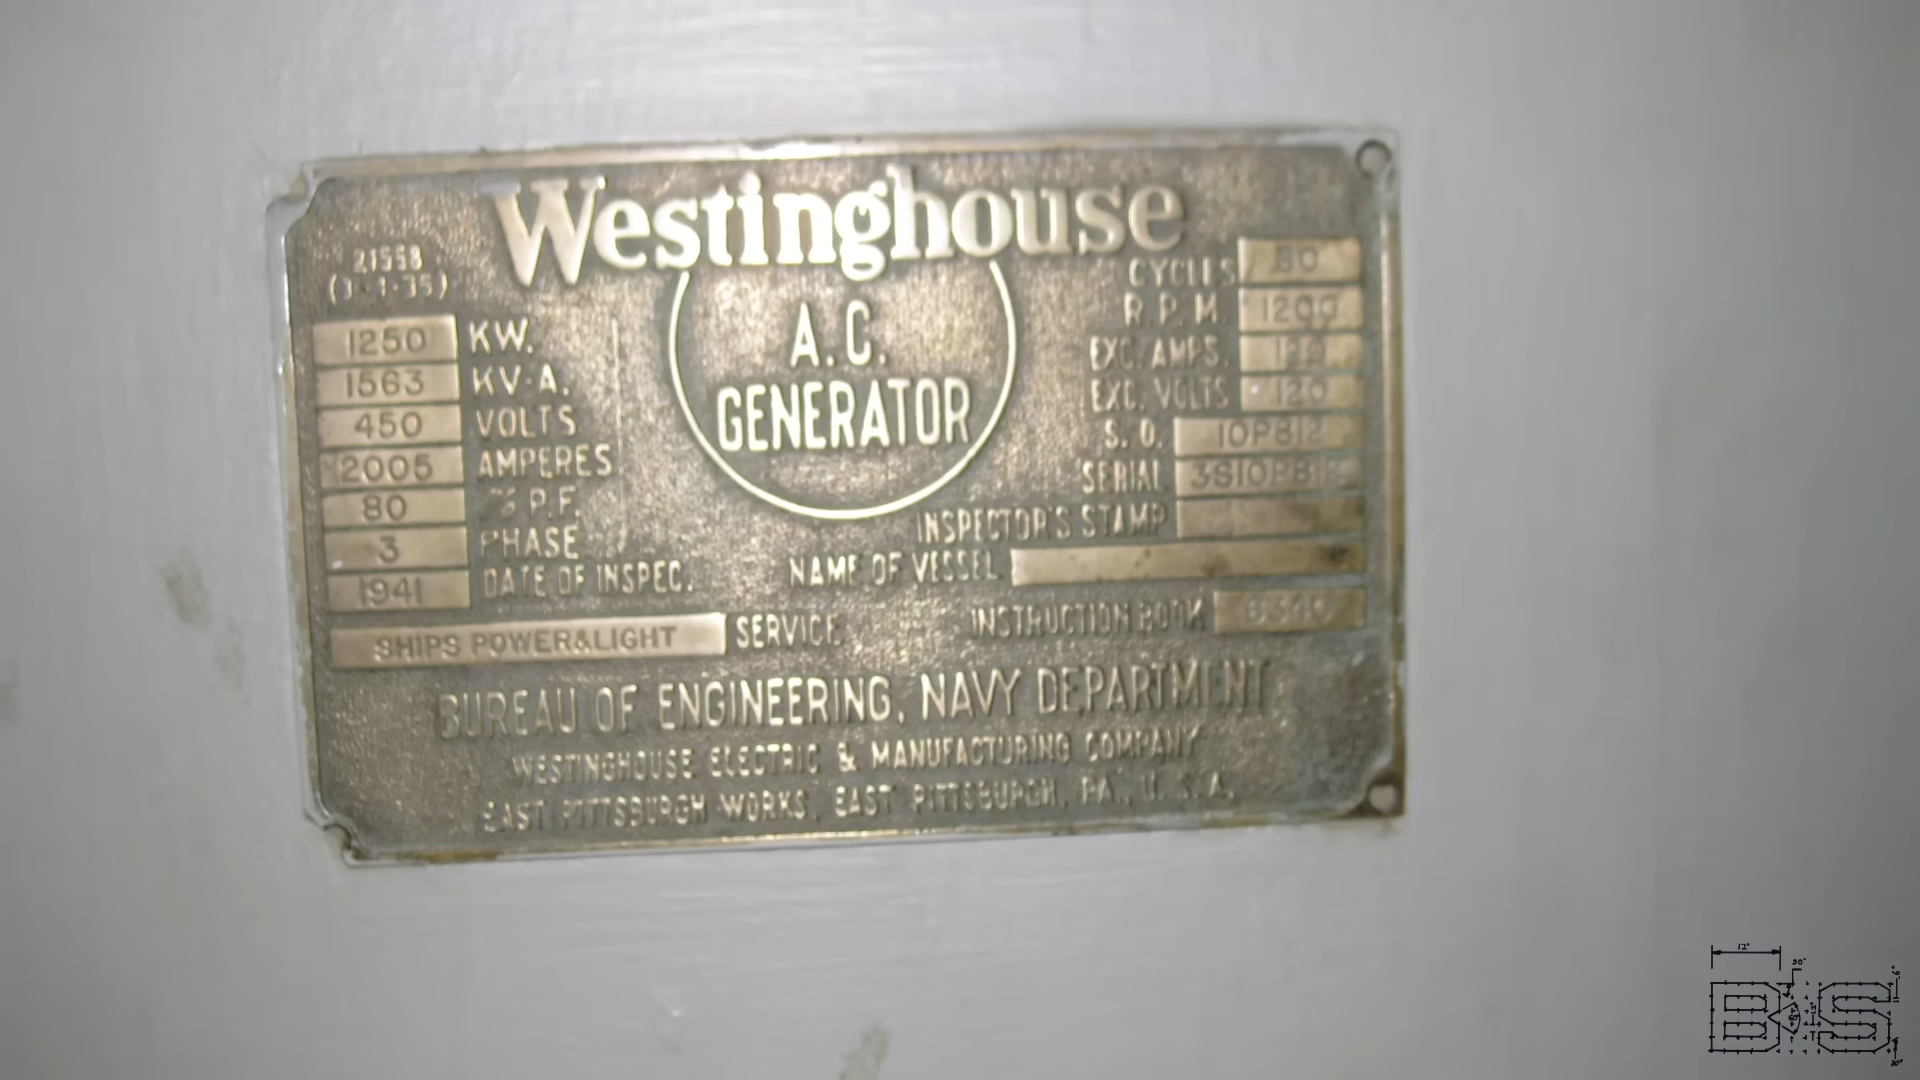 Westinghouse
21558
(3-1-35)
A.C.
GENERATOR
1250 KW.
1563 KV-A.
450 VOLTS
2005 AMPERES
80 % P.F.
3 PHASE
1941 DATE OF INSPEC.
SHIPS POWER&LIGHT SERVICE
CYCLES
R.P.M. 1200
EXC. AMPS.
EXC. VOLTS 120
S.O. 10P812
SERIAL
INSPECTOR'S STAMP
NAME OF VESSEL
INSTRUCTION BOOK
BUREAU OF ENGINEERING, NAVY DEPARTMENT
WESTINGHOUSE ELECTRIC & MANUFACTURING COMPANY
EAST PITTSBURGH WORKS, EAST PITTSBURGH, PA., U.S.A.
12"
B S